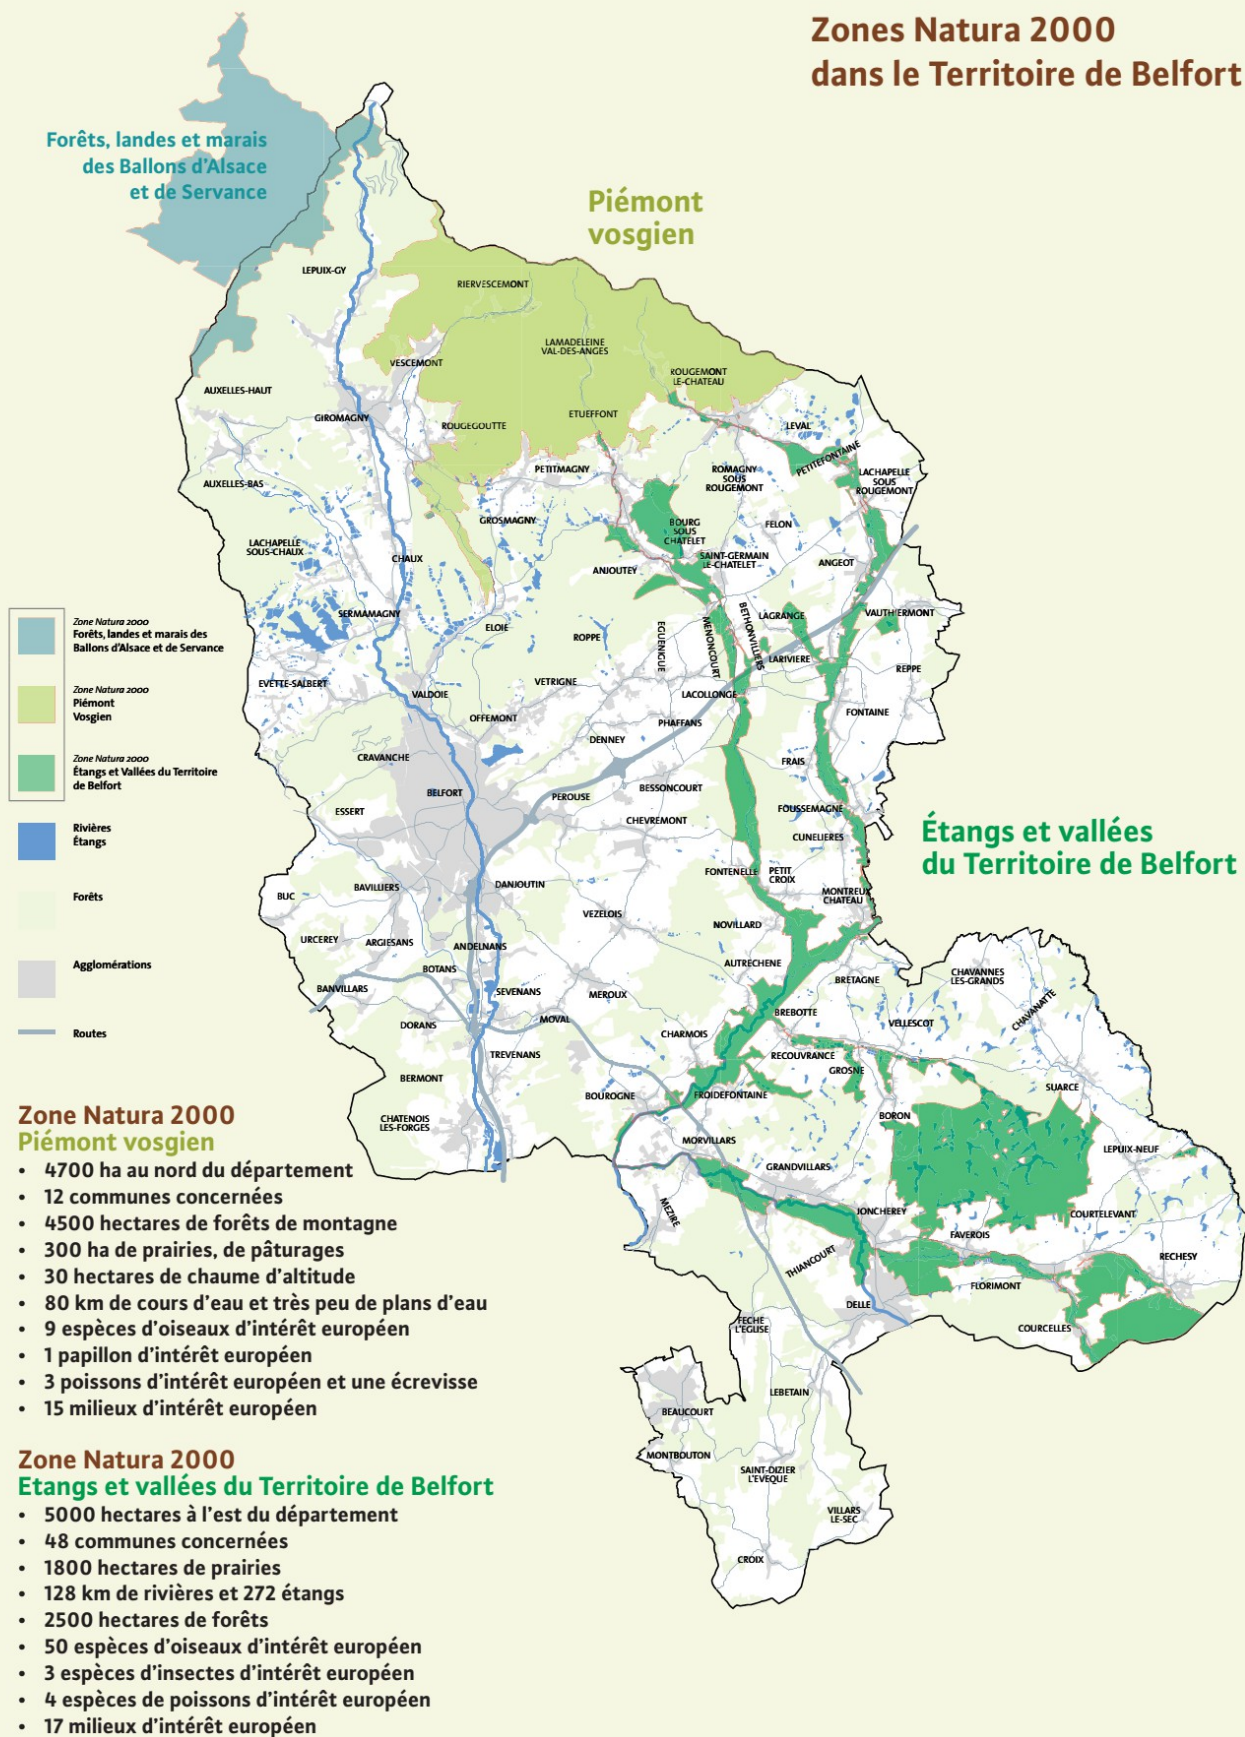 Zones Natura 2000
dans le Territoire de Belfort
Forêts, landes et marais
des Ballons d'Alsace
et de Servance
Piémont
vosgien
LEPUIX-GY
RIERVESCEMONT
LAMADELEINE
VAL-DES-ANGES
VESCEMONT
ROUGEMONT
LE-CHATEAU
AUXELLES-HAUT
GIROMAGNY
ETUEFFONT
ROUGEGOUTTE
LEVAL
PETITEFONTAINE
PETITMAGNY
ROMAGNY
SOUS
ROUGEMONT
LACHAPELLE
SOUS
ROUGEMONT
AUXELLES-BAS
GROSMAGNY
BOURG
SOUS
CHATELET
FELON
LACHAPELLE
SOUS-CHAUX
CHAUX
SAINT-GERMAIN
LE-CHATELET
ANJOUTEY
ANGEOT
SERMAMAGNY
ELOIE
ROPPE
EGUENIGUE
MENONCOURT
BETHONVILLIERS
LAGRANGE
VAUTHIERMONT
LARIVIERE
REPPE
EVETTE-SALBERT
VALDOIE
VETRIGNE
LACOLLONGE
OFFEMONT
PHAFFANS
FONTAINE
DENNEY
CRAVANCHE
FRAIS
BELFORT
PEROUSE
BESSONCOURT
ESSERT
CHEVREMONT
FOUSSEMAGNE
CUNELIERES
Étangs et vallées
du Territoire de Belfort
FONTENELLE
PETIT
CROIX
BAVILLIERS
DANJOUTIN
MONTREUX
CHATEAU
BUC
VEZELOIS
NOVILLARD
URCEREY
ARGIESANS
ANDELNANS
AUTRECHENE
BOTANS
BRETAGNE
CHAVANNES
LES-GRANDS
BANVILLARS
SEVENANS
MEROUX
CHAVANATTE
DORANS
MOVAL
BREBOTTE
VELLESCOT
CHARMOIS
TREVENANS
RECOUVRANCE
GROSNE
BERMONT
SUARCE
BOUROGNE
FROIDEFONTAINE
CHATENOIS
LES-FORGES
BORON
MORVILLARS
LEPUIX-NEUF
GRANDVILLARS
MEZIRE
JONCHEREY
COURTELEVANT
FAVEROIS
THIANCOURT
RECHESY
FLORIMONT
DELLE
FECHE
L'EGLISE
COURCELLES
LEBETAIN
BEAUCOURT
MONTBOUTON
SAINT-DIZIER
L'EVEQUE
VILLARS
LE-SEC
CROIX
Zone Natura 2000
Forêts, landes et marais des
Ballons d'Alsace et de Servance
Zone Natura 2000
Piémont
Vosgien
Zone Natura 2000
Étangs et Vallées du Territoire
de Belfort
Rivières
Étangs
Forêts
Agglomérations
Routes
Zone Natura 2000
Piémont vosgien
• 4700 ha au nord du département
• 12 communes concernées
• 4500 hectares de forêts de montagne
• 300 ha de prairies, de pâturages
• 30 hectares de chaume d'altitude
• 80 km de cours d'eau et très peu de plans d'eau
• 9 espèces d'oiseaux d'intérêt européen
• 1 papillon d'intérêt européen
• 3 poissons d'intérêt européen et une écrevisse
• 15 milieux d'intérêt européen
Zone Natura 2000
Etangs et vallées du Territoire de Belfort
• 5000 hectares à l'est du département
• 48 communes concernées
• 1800 hectares de prairies
• 128 km de rivières et 272 étangs
• 2500 hectares de forêts
• 50 espèces d'oiseaux d'intérêt européen
• 3 espèces d'insectes d'intérêt européen
• 4 espèces de poissons d'intérêt européen
• 17 milieux d'intérêt européen